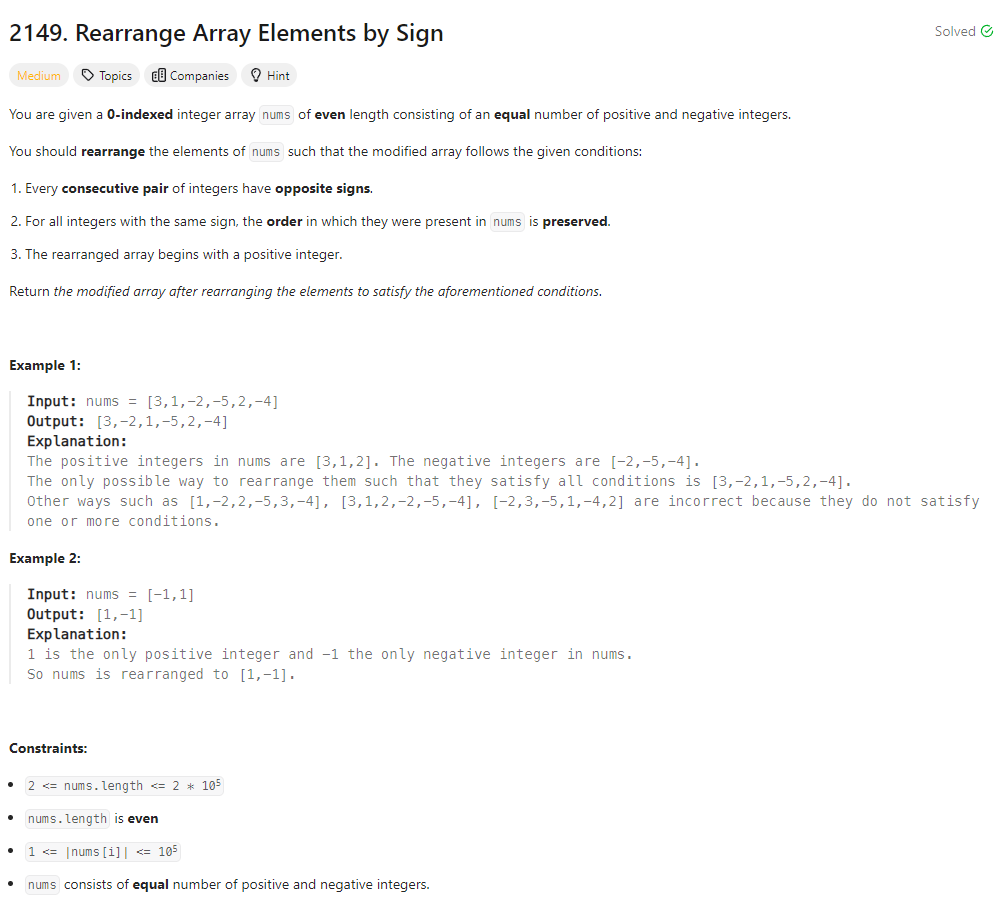 2149. Rearrange Array Elements by Sign
Solved
Medium Topics Companies Hint
You are given a 0-indexed integer array nums of even length consisting of an equal number of positive and negative integers.
You should rearrange the elements of nums such that the modified array follows the given conditions:
1. Every consecutive pair of integers have opposite signs.
2. For all integers with the same sign, the order in which they were present in nums is preserved.
3. The rearranged array begins with a positive integer.
Return the modified array after rearranging the elements to satisfy the aforementioned conditions.
Example 1:
Input: nums = [3,1,-2,-5,2,-4]
Output: [3,-2,1,-5,2,-4]
Explanation:
The positive integers in nums are [3,1,2]. The negative integers are [-2,-5,-4].
The only possible way to rearrange them such that they satisfy all conditions is [3,-2,1,-5,2,-4].
Other ways such as [1,-2,2,-5,3,-4], [3,1,2,-2,-5,-4], [-2,3,-5,1,-4,2] are incorrect because they do not satisfy
one or more conditions.
Example 2:
Input: nums = [-1,1]
Output: [1,-1]
Explanation:
1 is the only positive integer and -1 the only negative integer in nums.
So nums is rearranged to [1,-1].
Constraints:
• 2 <= nums.length <= 2 * 10⁵
• nums.length is even
• 1 <= |nums[i]| <= 10⁵
• nums consists of equal number of positive and negative integers.